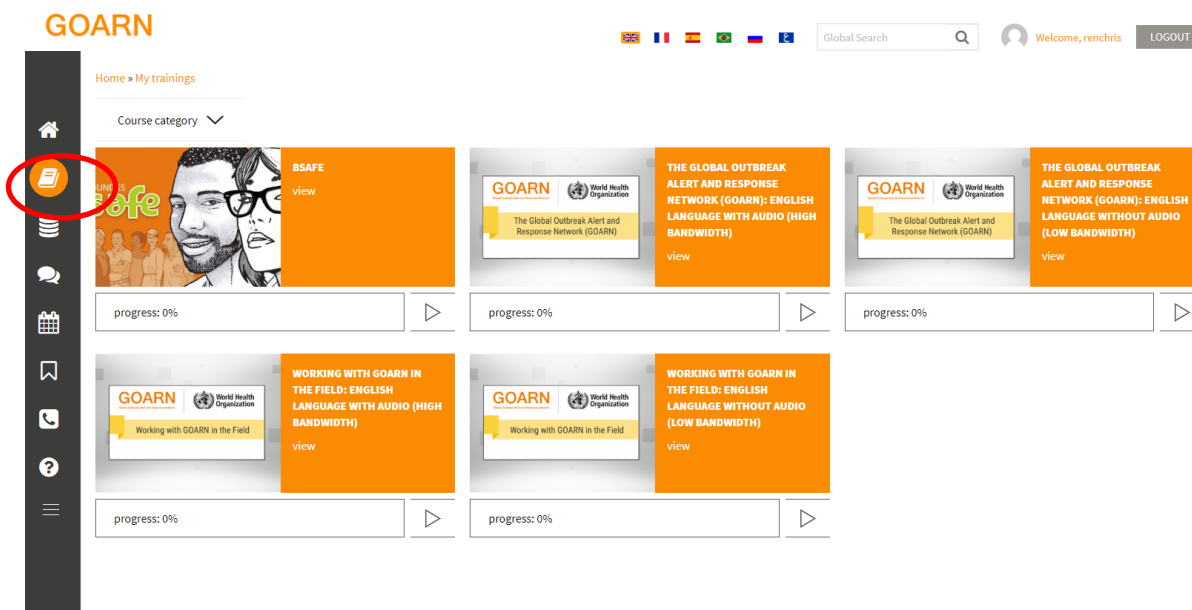 GOARN
Global Search
Welcome, renchris
LOGOUT
Home » My trainings
Course category
safe
BSAFE
view
GOARN
World Health
Organization
The Global Outbreak Alert and
Response Network (GOARN)
THE GLOBAL OUTBREAK
ALERT AND RESPONSE
NETWORK (GOARN): ENGLISH
LANGUAGE WITH AUDIO (HIGH
BANDWIDTH)
view
GOARN
World Health
Organization
The Global Outbreak Alert and
Response Network (GOARN)
THE GLOBAL OUTBREAK
ALERT AND RESPONSE
NETWORK (GOARN): ENGLISH
LANGUAGE WITHOUT AUDIO
(LOW BANDWIDTH)
view
progress: 0%
progress: 0%
progress: 0%
GOARN
World Health
Organization
Working with GOARN in the Field
WORKING WITH GOARN IN
THE FIELD: ENGLISH
LANGUAGE WITH AUDIO (HIGH
BANDWIDTH)
view
GOARN
World Health
Organization
Working with GOARN in the Field
WORKING WITH GOARN IN
THE FIELD: ENGLISH
LANGUAGE WITHOUT AUDIO
(LOW BANDWIDTH)
view
progress: 0%
progress: 0%